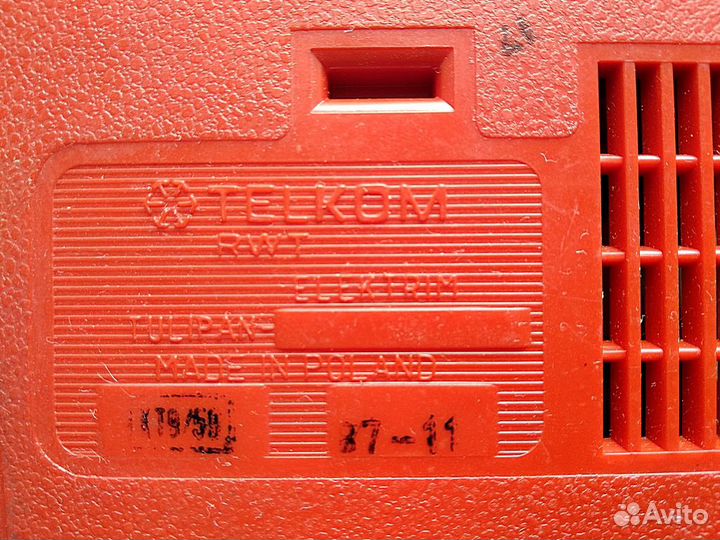 TELKOM
RWT
ELEKTRIM
TULIPAN
MADE IN POLAND
87-11
Avito